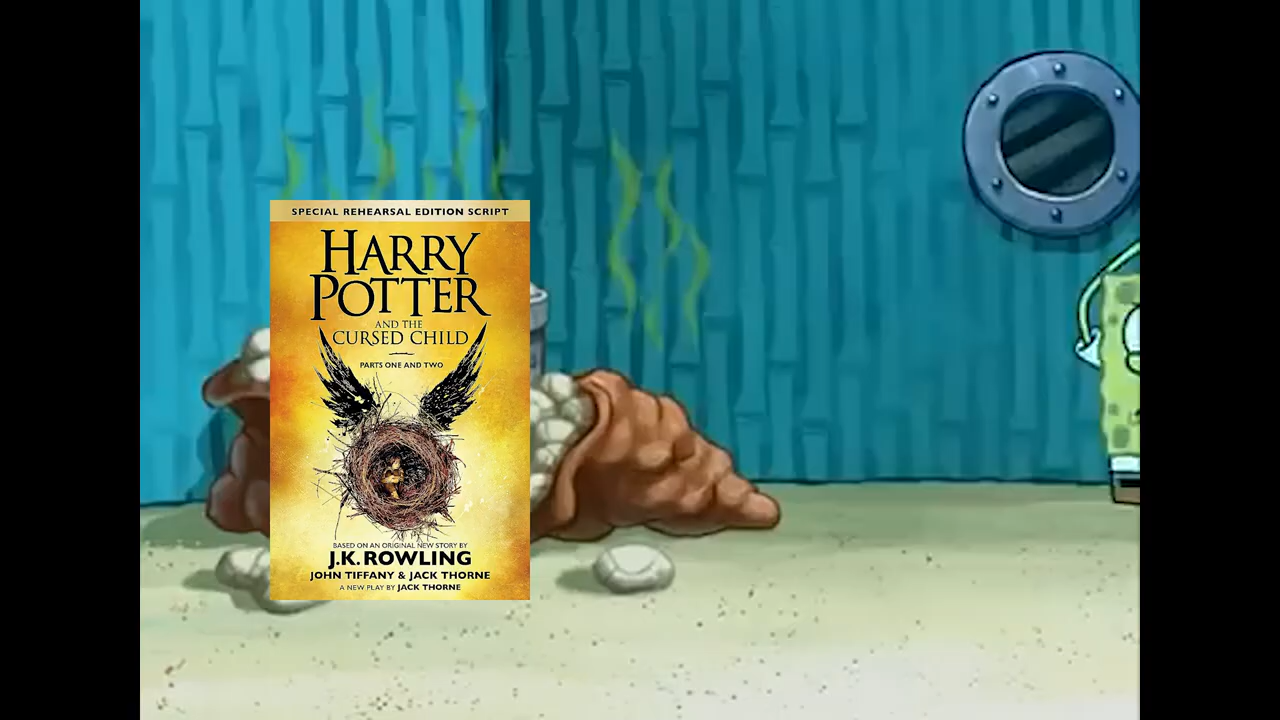 SPECIAL REHEARSAL EDITION SCRIPT
HARRY
POTTER
AND THE
CURSED CHILD
PARTS ONE AND TWO
BASED ON AN ORIGINAL NEW STORY BY
J.K. ROWLING
JOHN TIFFANY & JACK THORNE
A NEW PLAY BY JACK THORNE